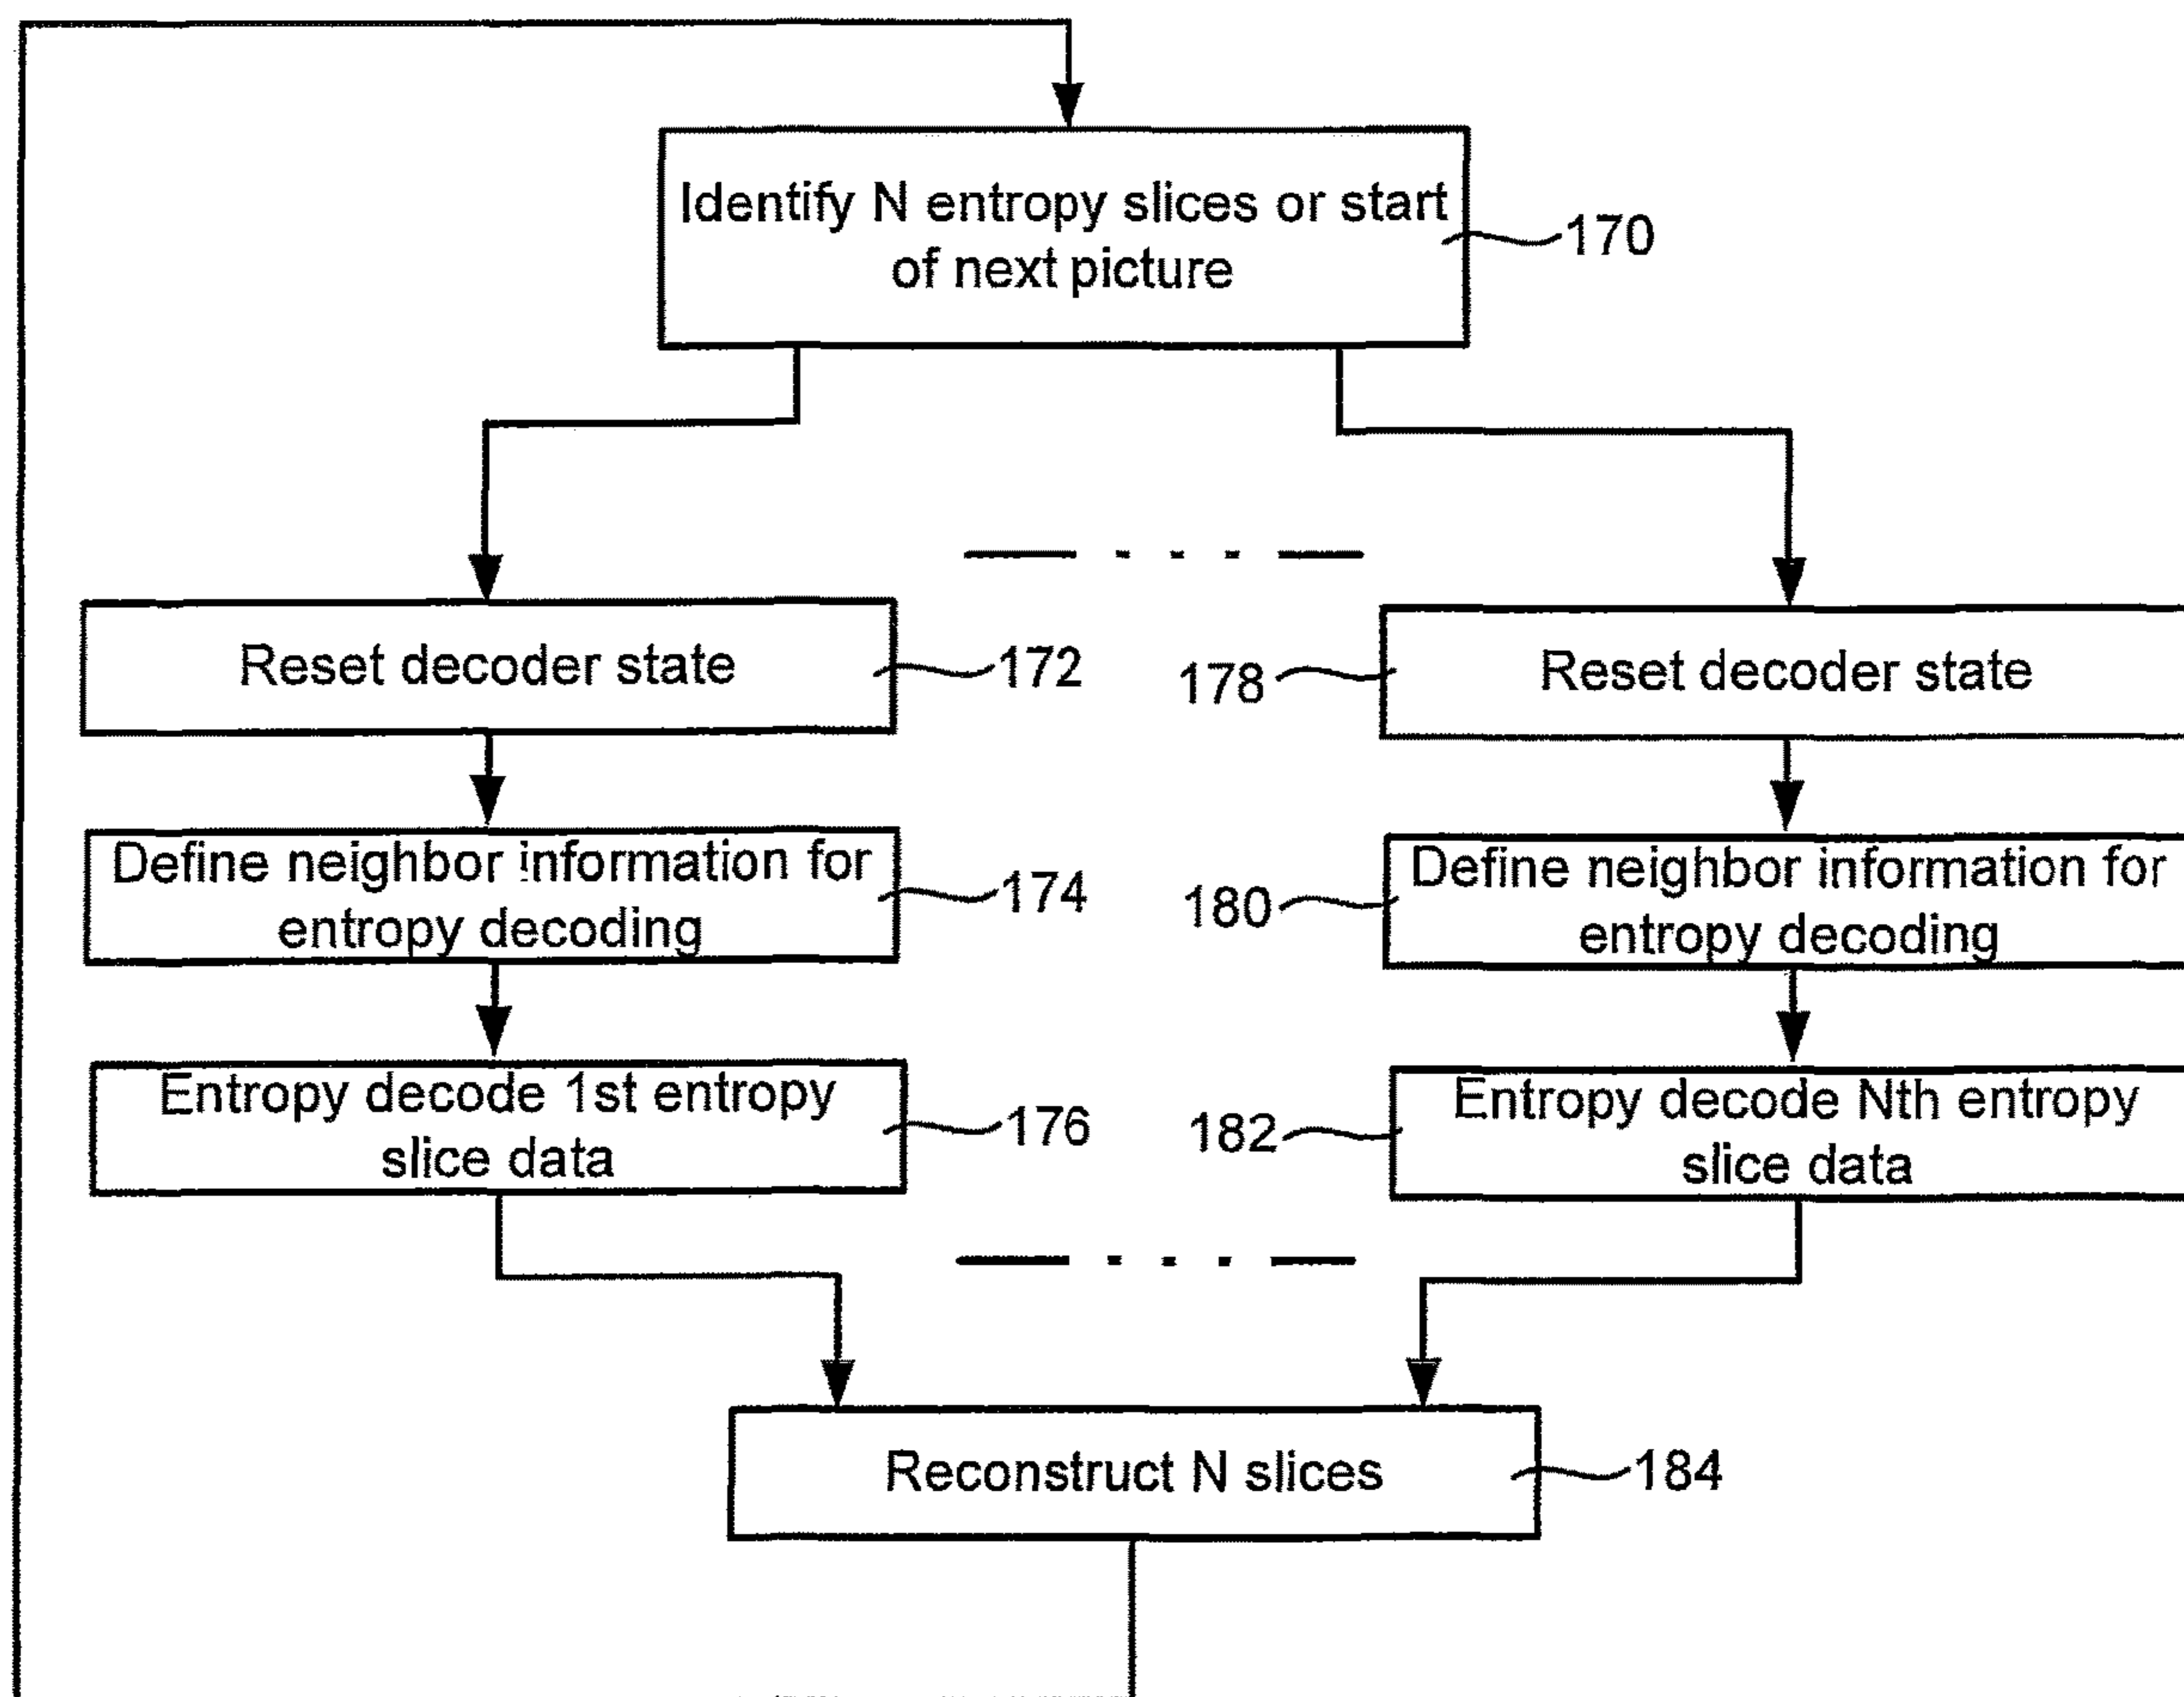 Identify N entropy slices or start
of next picture
170
Reset decoder state
172
178
Reset decoder state
Define neighbor information for
entropy decoding
174
180
Define neighbor information for
entropy decoding
Entropy decode 1st entropy
slice data
176
182
Entropy decode Nth entropy
slice data
Reconstruct N slices
184